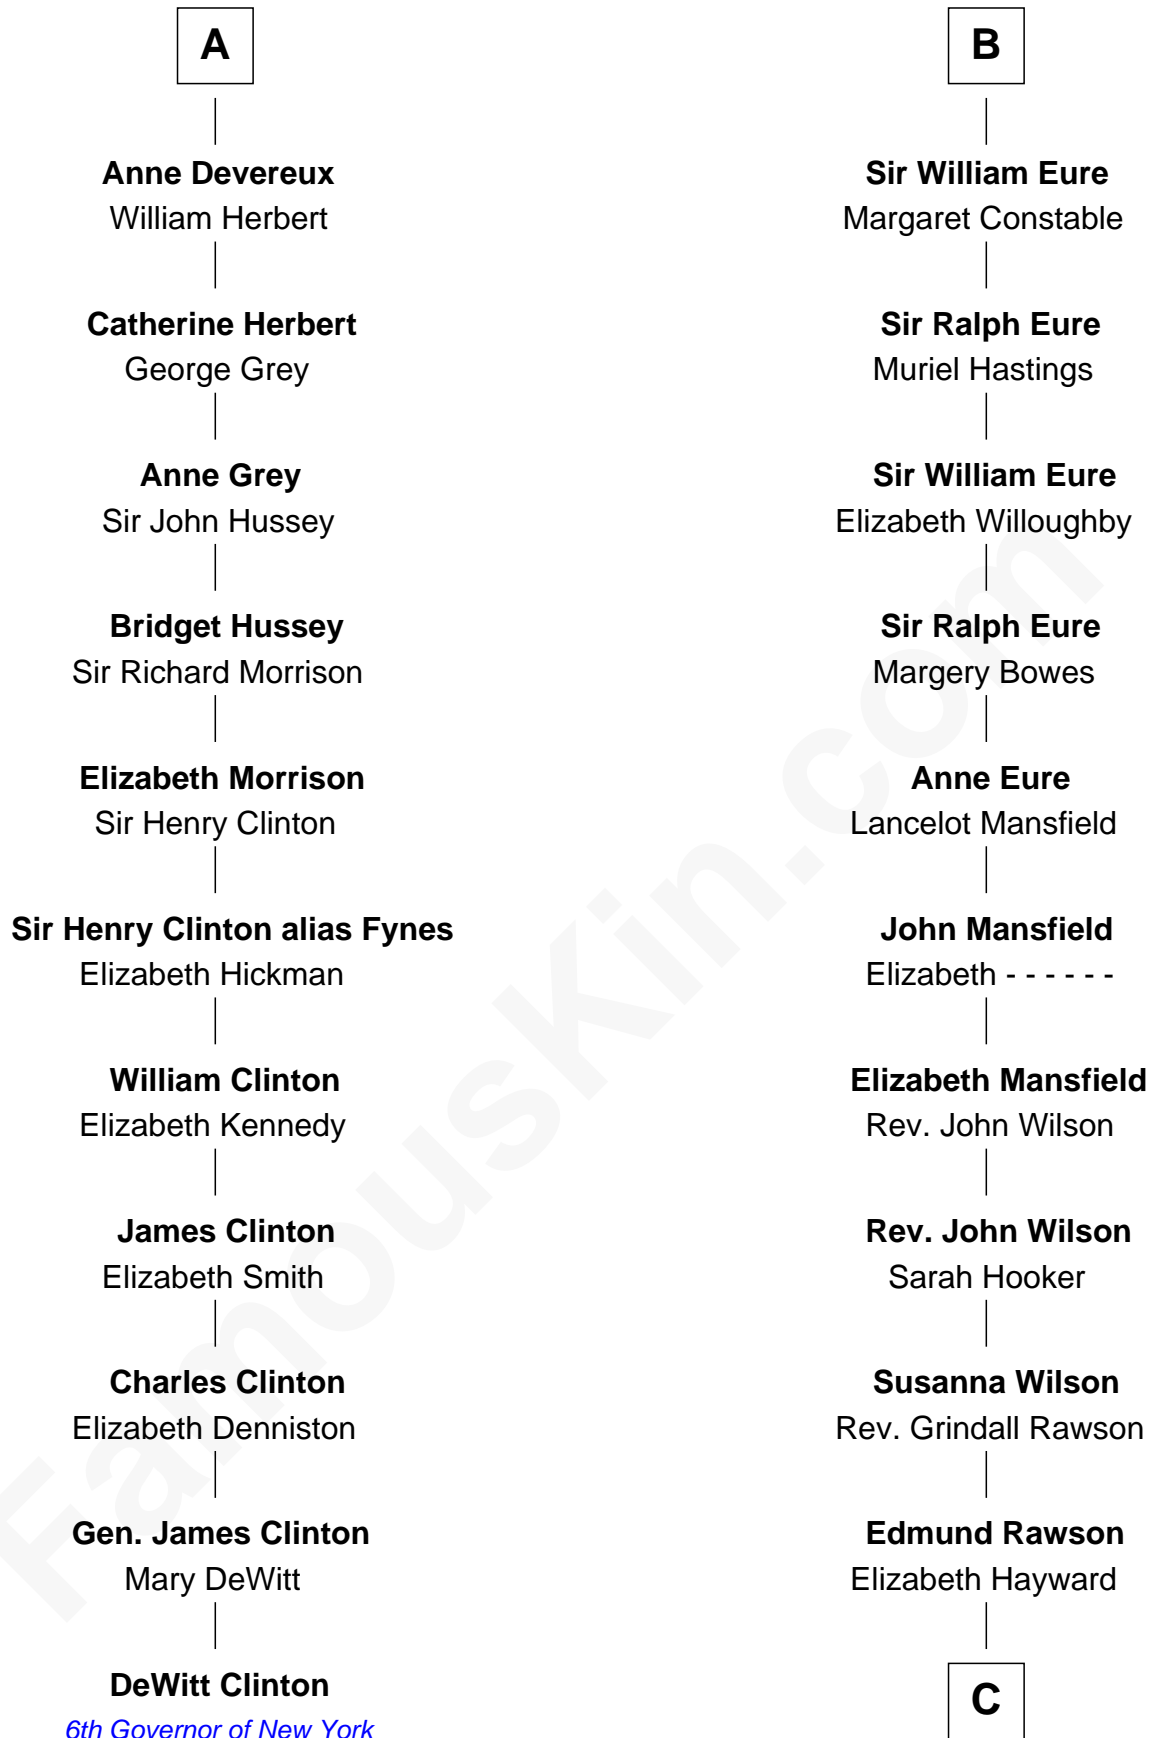 A
Anne Devereux
William Herbert
Catherine Herbert
George Grey
Anne Grey
Sir John Hussey
Bridget Hussey
Sir Richard Morrison
Elizabeth Morrison
Sir Henry Clinton
Sir Henry Clinton alias Fynes
Elizabeth Hickman
William Clinton
Elizabeth Kennedy
James Clinton
Elizabeth Smith
Charles Clinton
Elizabeth Denniston
Gen. James Clinton
Mary DeWitt
DeWitt Clinton
6th Governor of New York
B
Sir William Eure
Margaret Constable
Sir Ralph Eure
Muriel Hastings
Sir William Eure
Elizabeth Willoughby
Sir Ralph Eure
Margery Bowes
Anne Eure
Lancelot Mansfield
John Mansfield
Elizabeth - - - - - -
Elizabeth Mansfield
Rev. John Wilson
Rev. John Wilson
Sarah Hooker
Susanna Wilson
Rev. Grindall Rawson
Edmund Rawson
Elizabeth Hayward
C
FamousKin.com